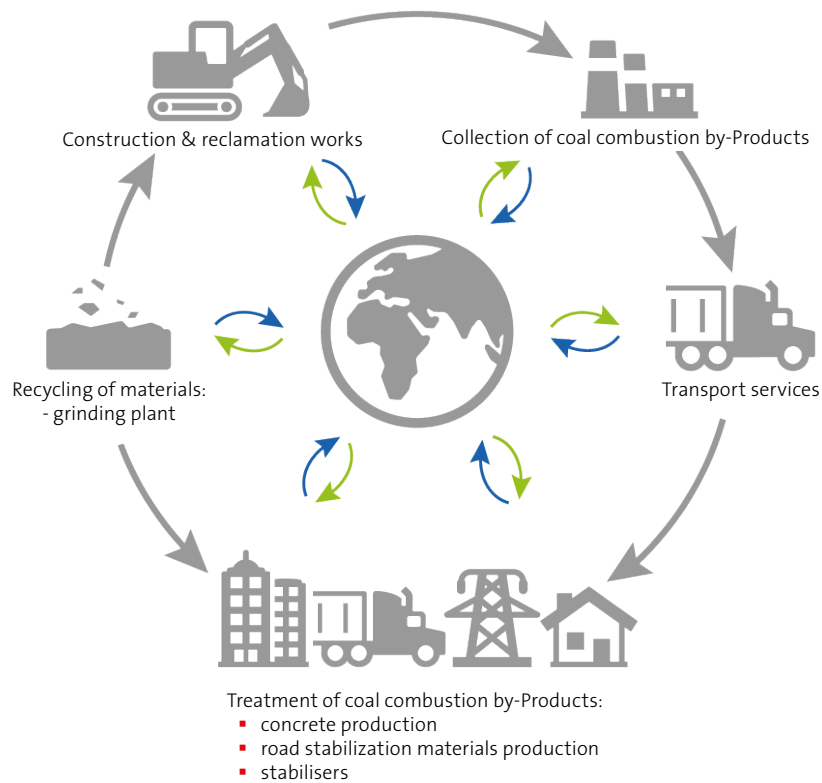 Construction & reclamation works
Collection of coal combustion by-Products
Transport services
Recycling of materials:
- grinding plant
Treatment of coal combustion by-Products:
▪ concrete production
▪ road stabilization materials production
▪ stabilisers